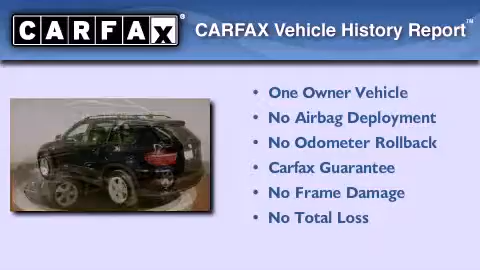 CARFAX® CARFAX Vehicle History Report™
• One Owner Vehicle
• No Airbag Deployment
• No Odometer Rollback
• Carfax Guarantee
• No Frame Damage
• No Total Loss